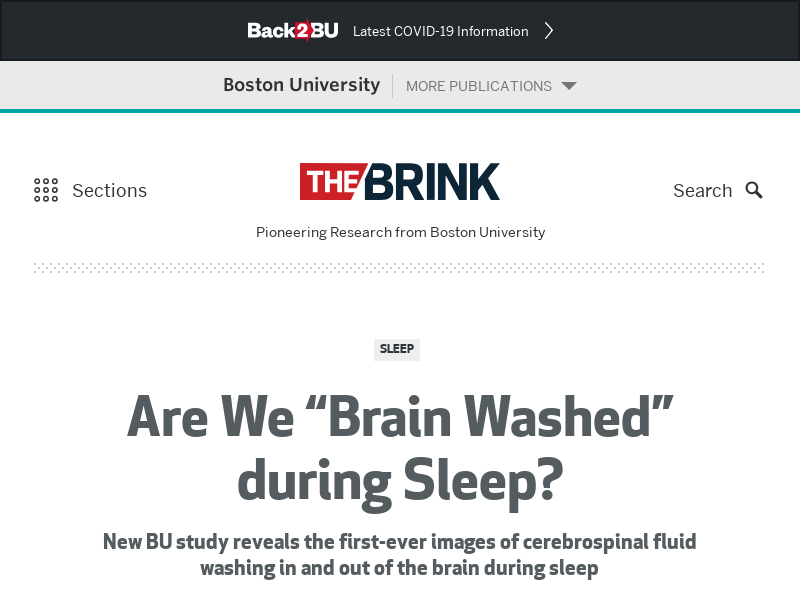 Back2BU Latest COVID-19 Information
Boston University MORE PUBLICATIONS
Sections
THE BRINK
Search
Pioneering Research from Boston University
SLEEP
Are We “Brain Washed”
during Sleep?
New BU study reveals the first-ever images of cerebrospinal fluid
washing in and out of the brain during sleep